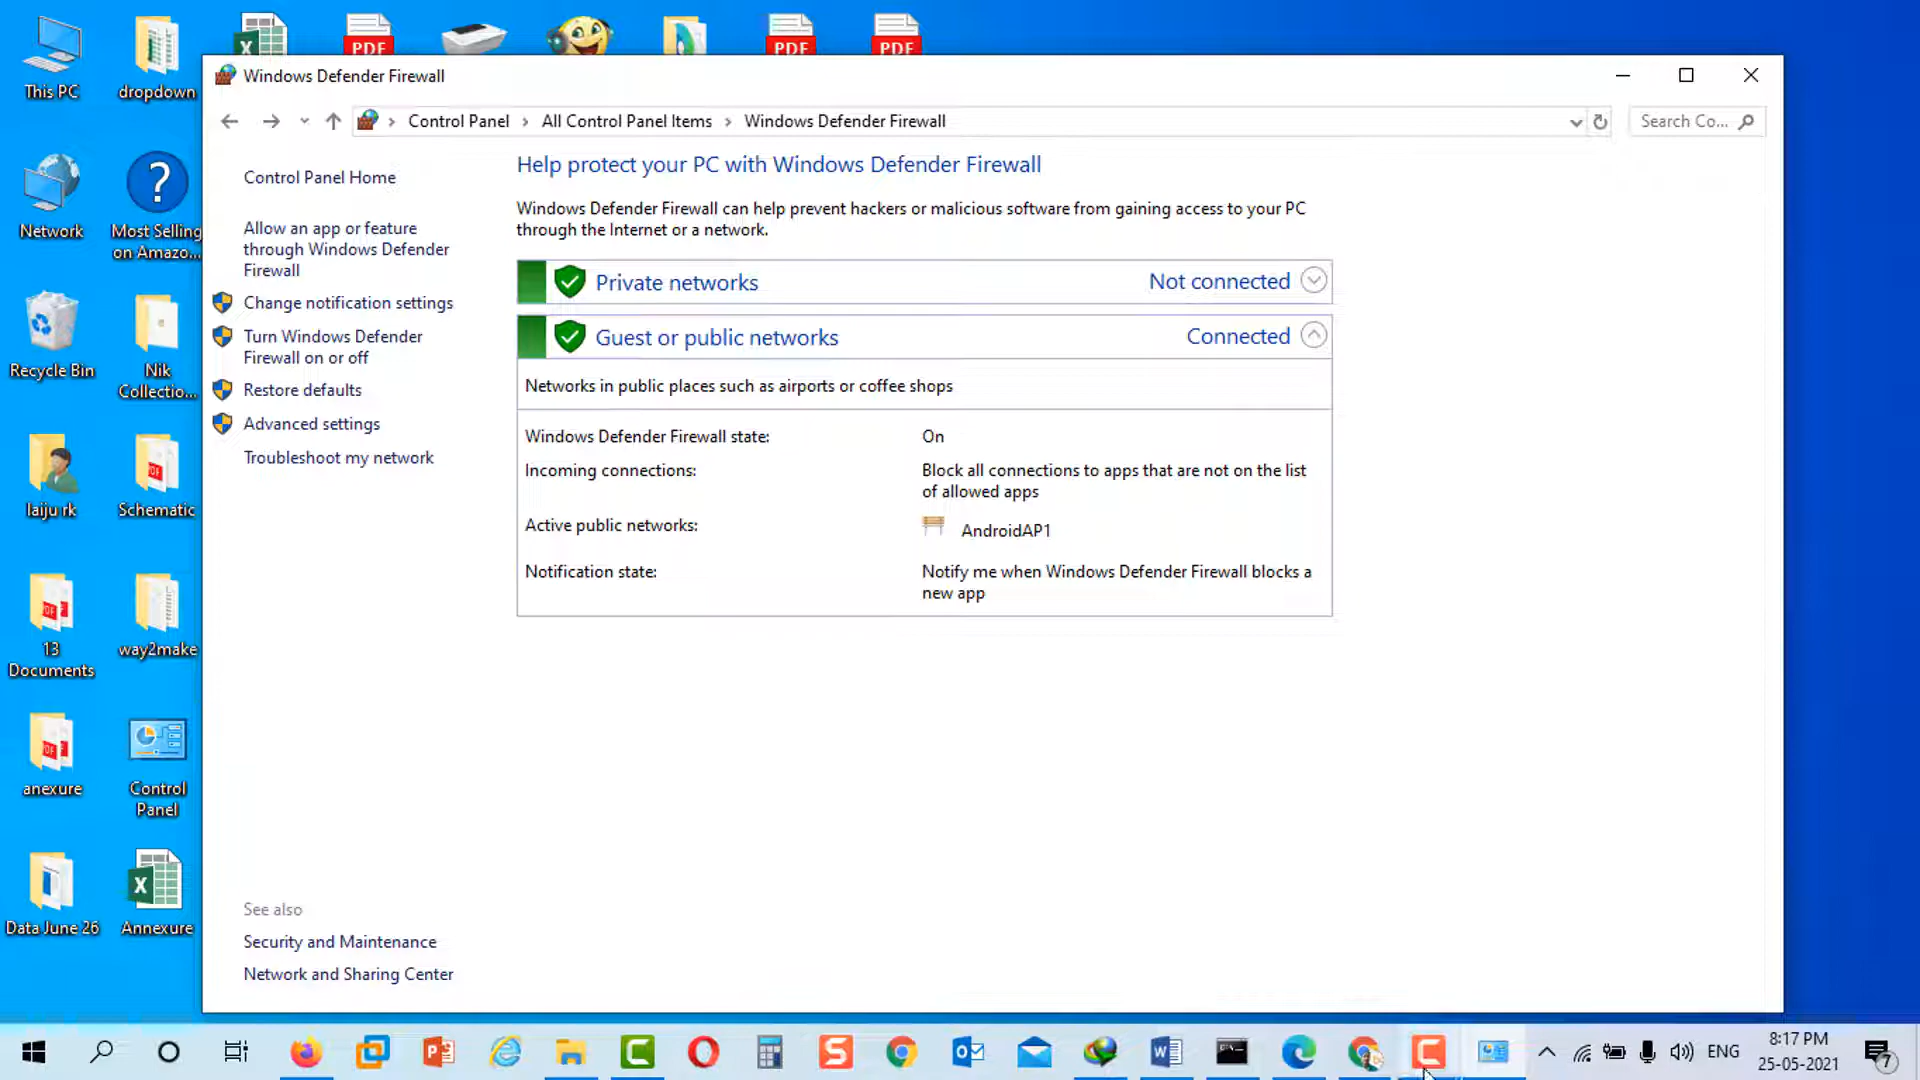 This PC
dropdown
PDF
PDF
PDF
Network
Most Selling
on Amazo...
Recycle Bin
Nik
Collectio...
laiju rk
Schematic
13
Documents
way2make
anexure
Control
Panel
Data June 26
Annexure
Windows Defender Firewall
Control Panel
All Control Panel Items
Windows Defender Firewall
Search Co...
Control Panel Home
Allow an app or feature
through Windows Defender
Firewall
Change notification settings
Turn Windows Defender
Firewall on or off
Restore defaults
Advanced settings
Troubleshoot my network
See also
Security and Maintenance
Network and Sharing Center
Help protect your PC with Windows Defender Firewall
Windows Defender Firewall can help prevent hackers or malicious software from gaining access to your PC
through the Internet or a network.
Private networks Not connected
Guest or public networks Connected
Networks in public places such as airports or coffee shops
Windows Defender Firewall state: On
Incoming connections: Block all connections to apps that are not on the list
of allowed apps
Active public networks: AndroidAP1
Notification state: Notify me when Windows Defender Firewall blocks a
new app
ENG
8:17 PM
25-05-2021
7